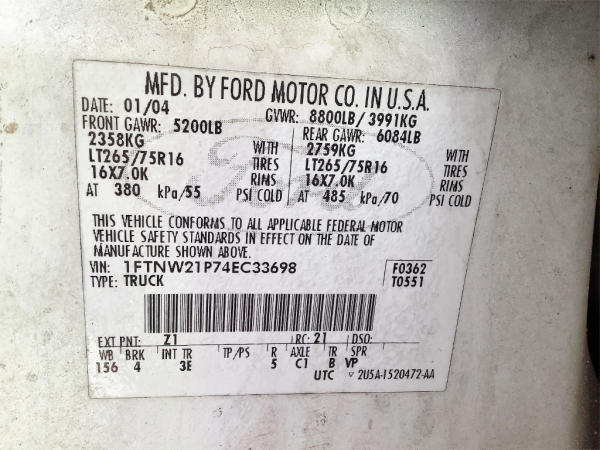 MFD. BY FORD MOTOR CO. IN U.S.A.
DATE: 01/04 GVWR: 8800LB/ 3991KG
FRONT GAWR: 5200LB REAR GAWR: 6084LB
2358KG WITH 2759KG WITH
LT265/75R16 TIRES LT265/75R16 TIRES
16X7.0K RIMS 16X7.0K RIMS
AT 380 kPa/55 PSI COLD AT 485 kPa/70 PSI COLD
THIS VEHICLE CONFORMS TO ALL APPLICABLE FEDERAL MOTOR
VEHICLE SAFETY STANDARDS IN EFFECT ON THE DATE OF
MANUFACTURE SHOWN ABOVE.
VIN: 1FTNW21P74EC33698 F0362
TYPE: TRUCK T0551
EXT PNT: Z1 RC: 21 DSO:
WB BRK INT TR TP/PS R AXLE TR SPR
156 4 3E 5 C1 B VP
UTC ▽ 2U5A-1520472-AA